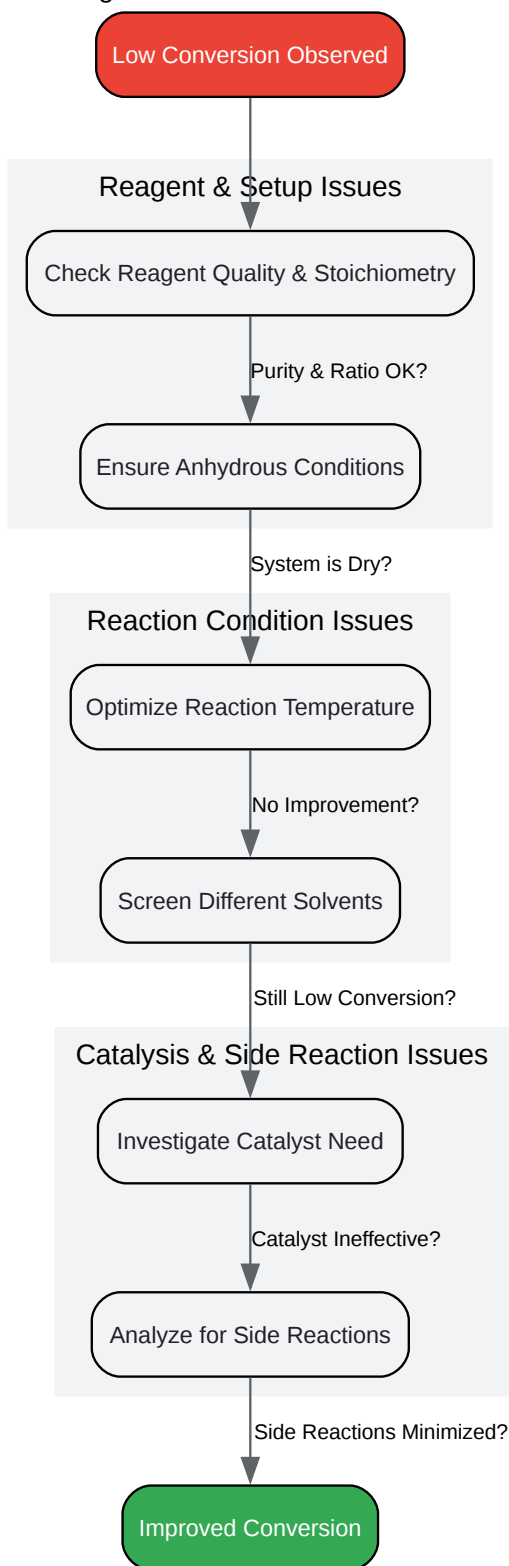 Low Conversion Observed
Reagent & Setup Issues
Check Reagent Quality & Stoichiometry
Purity & Ratio OK?
Ensure Anhydrous Conditions
System is Dry?
Reaction Condition Issues
Optimize Reaction Temperature
No Improvement?
Screen Different Solvents
Still Low Conversion?
Catalysis & Side Reaction Issues
Investigate Catalyst Need
Catalyst Ineffective?
Analyze for Side Reactions
Side Reactions Minimized?
Improved Conversion